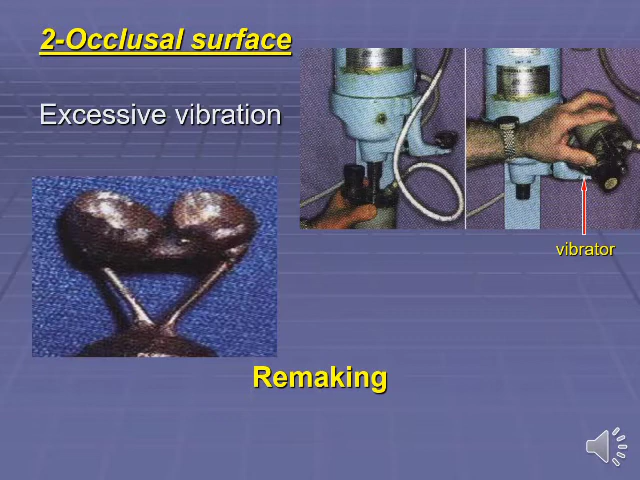 2-Occlusal surface
Excessive vibration
vibrator
Remaking